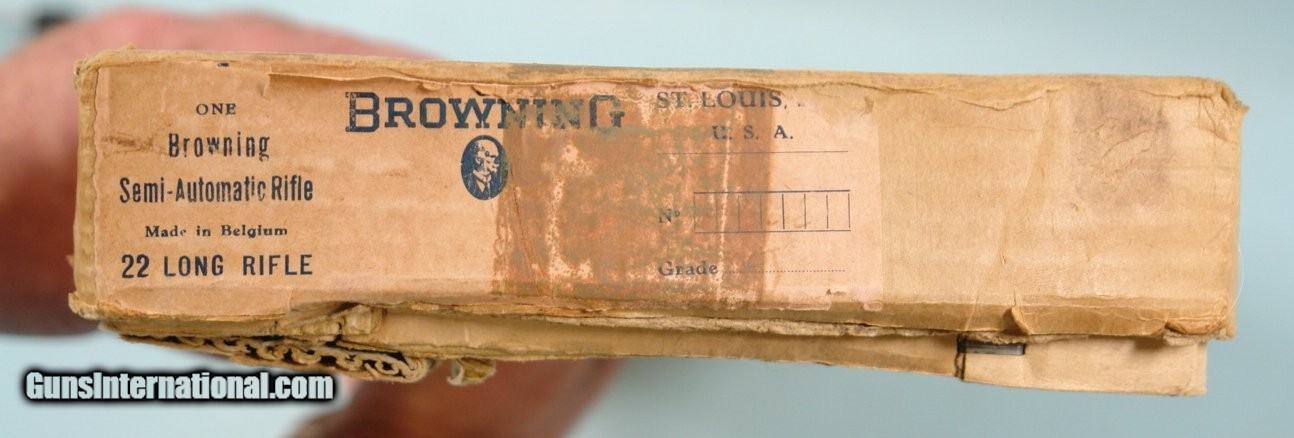 ONE
Browning
Semi-Automatic Rifle
Made in Belgium
22 LONG RIFLE
BROWNING
ST. LOUIS,
U. S. A.
No
Grade
GunsInternational.com